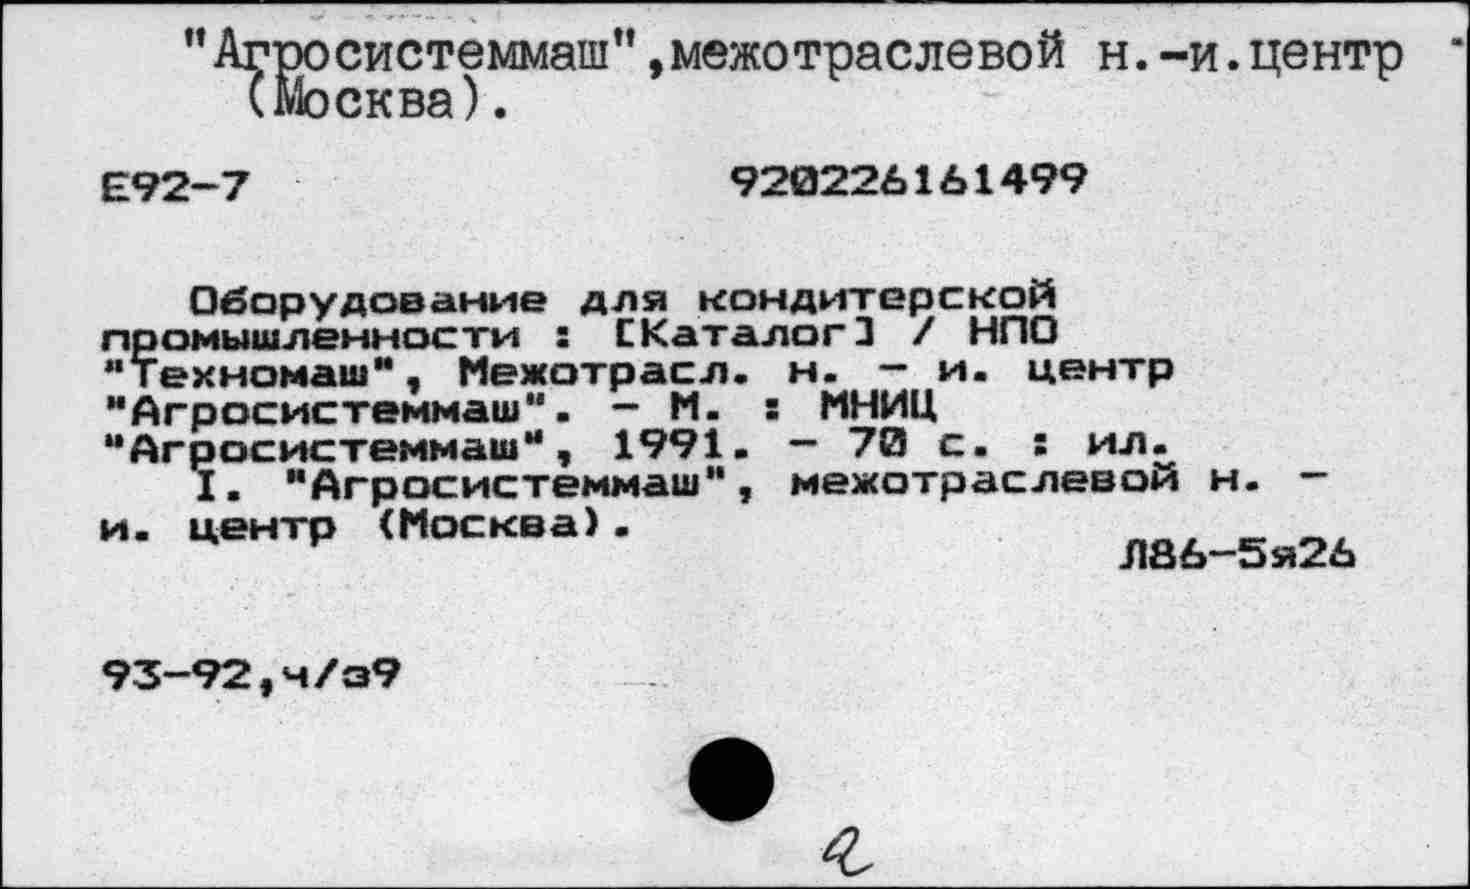 "Агросистеммаш",межотраслевой н.-и.центр
(Москва).
Е92-7 920226161499
Оборудование для кондитерской
промышленности : [Каталог] / НПО
"Техномаш", Межотрасл. н. - и. центр
"Агросистеммаш". - М. : МНИЦ
"Агросистеммаш", 1991. - 70 с. : ил.
I. "Агросистеммаш", межотраслевой н. -
и. центр (Москва).
Л86-5я26
93-92,ч/з9